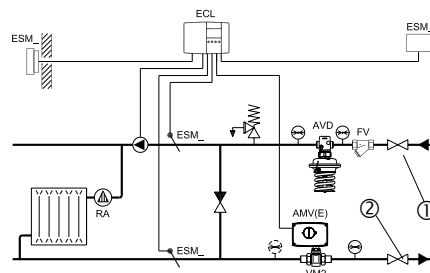 ECL
ESM_
ESM_
ESM_
AVD
FV
①
RA
AMV(E)
②
ESM_
VM2